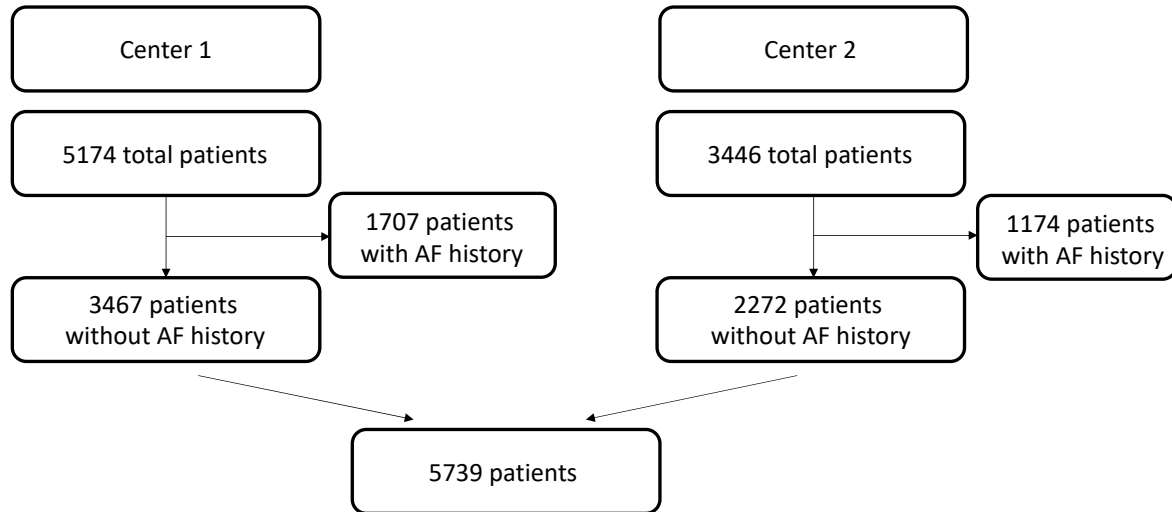 Center 1
Center 2
5174 total patients
3446 total patients
1707 patients
with AF history
1174 patients
with AF history
3467 patients
without AF history
2272 patients
without AF history
5739 patients